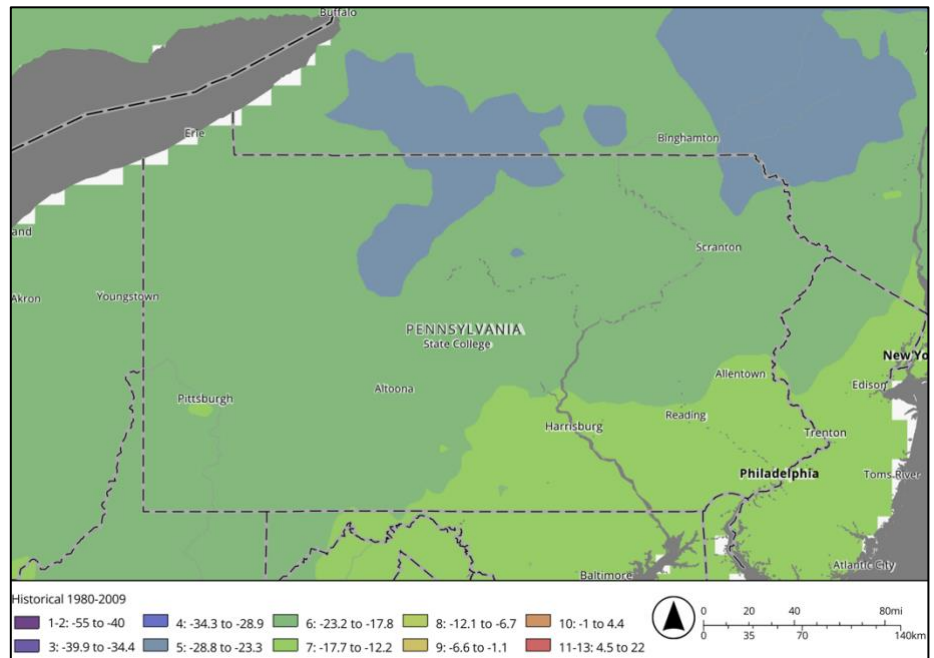 Buffalo
Erie
Binghamton
and
Scranton
Akron
Youngstown
PENNSYLVANIA
State College
New Yo
Altoona
Allentown
Edison
Pittsburgh
Reading
Harrisburg
Trenton
Philadelphia
Toms River
Atlantic City
Baltimore
Historical 1980-2009
1-2: -55 to -40
4: -34.3 to -28.9
6: -23.2 to -17.8
8: -12.1 to -6.7
10: -1 to 4.4
3: -39.9 to -34.4
5: -28.8 to -23.3
7: -17.7 to -12.2
9: -6.6 to -1.1
11-13: 4.5 to 22
0 20 40 80mi
0 35 70 140km